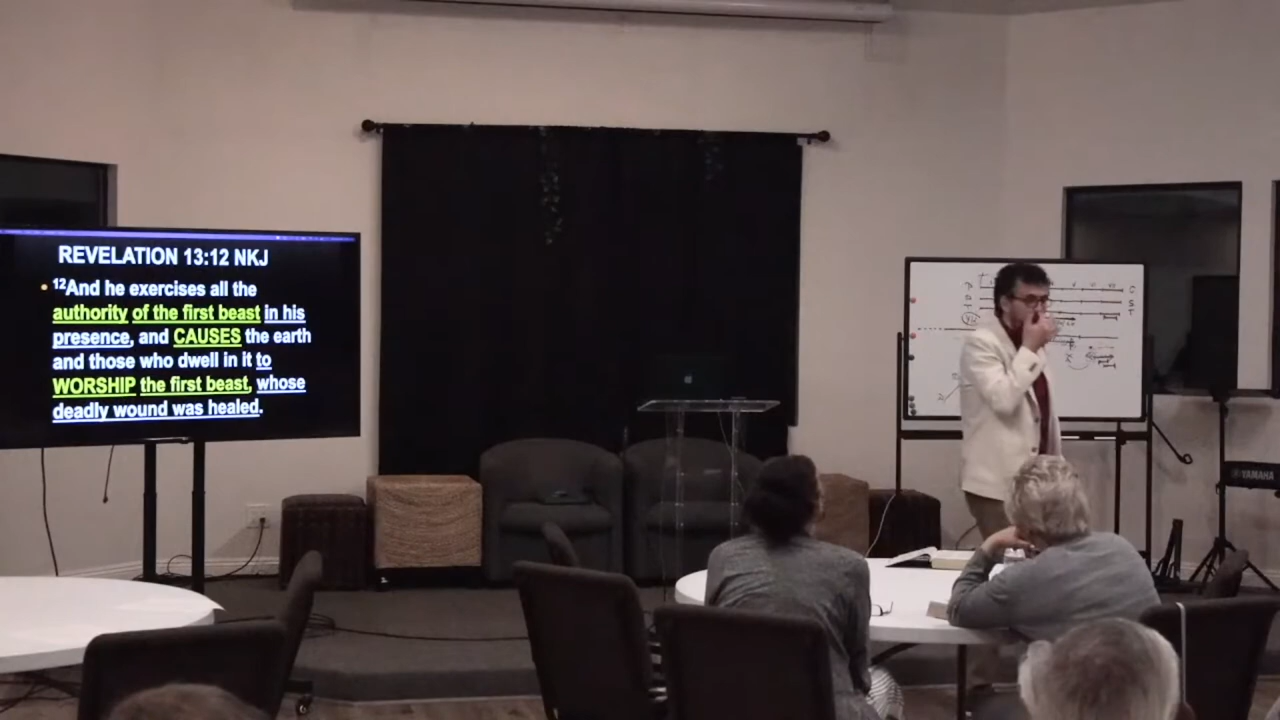 REVELATION 13:12 NKJ
• ¹²And he exercises all the
authority of the first beast in his
presence, and CAUSES the earth
and those who dwell in it to
WORSHIP the first beast, whose
deadly wound was healed.
YAMAHA